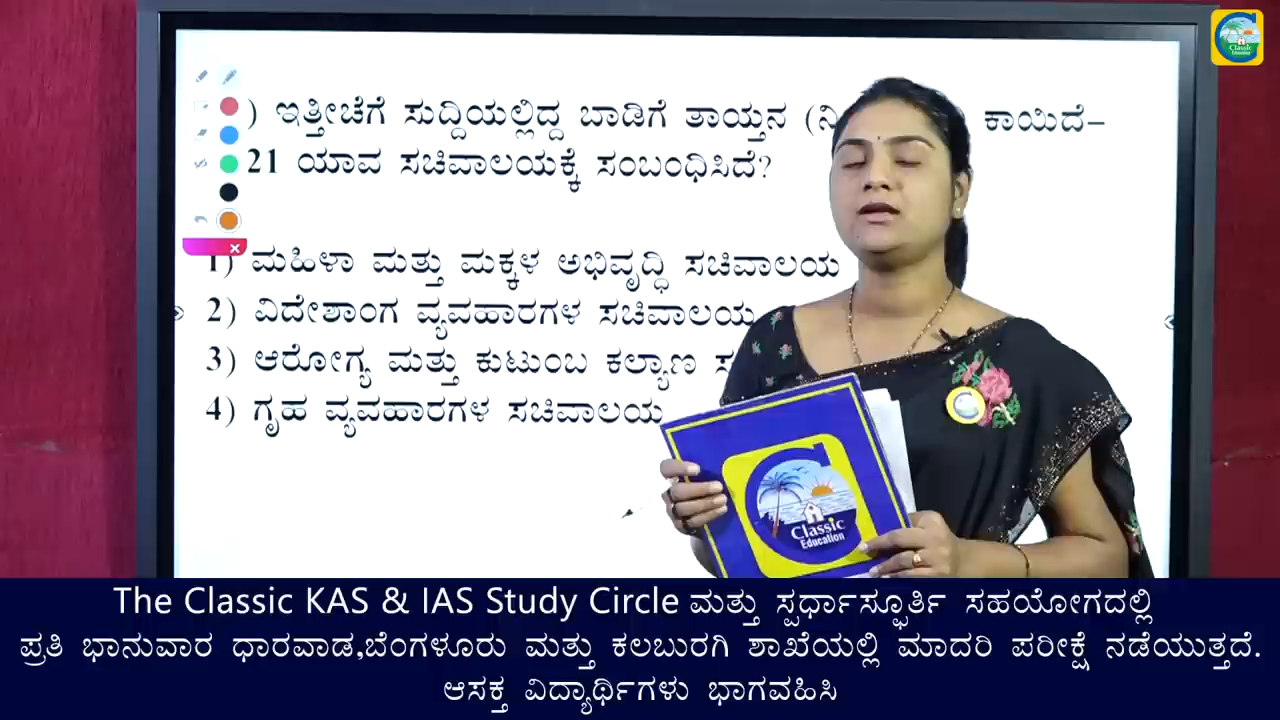 ) ಇತ್ತೀಚೆಗೆ ಸುದ್ದಿಯಲ್ಲಿದ್ದ ಬಾಡಿಗೆ ತಾಯ್ತನ (ನಿ ಕಾಯಿದೆ–
21 ಯಾವ ಸಚಿವಾಲಯಕ್ಕೆ ಸಂಬಂಧಿಸಿದೆ?
1) ಮಹಿಳಾ ಮತ್ತು ಮಕ್ಕಳ ಅಭಿವೃದ್ಧಿ ಸಚಿವಾಲಯ
2) ವಿದೇಶಾಂಗ ವ್ಯವಹಾರಗಳ ಸಚಿವಾಲಯ
3) ಆರೋಗ್ಯ ಮತ್ತು ಕುಟುಂಬ ಕಲ್ಯಾಣ ಸ
4) ಗೃಹ ವ್ಯವಹಾರಗಳ ಸಚಿವಾಲಯ
Classic
Education
Classic
Education
The Classic KAS & IAS Study Circle ಮತ್ತು ಸ್ಪರ್ಧಾಸ್ಫೂರ್ತಿ ಸಹಯೋಗದಲ್ಲಿ
ಪ್ರತಿ ಭಾನುವಾರ ಧಾರವಾಡ,ಬೆಂಗಳೂರು ಮತ್ತು ಕಲಬುರಗಿ ಶಾಖೆಯಲ್ಲಿ ಮಾದರಿ ಪರೀಕ್ಷೆ ನಡೆಯುತ್ತದೆ.
ಆಸಕ್ತ ವಿದ್ಯಾರ್ಥಿಗಳು ಭಾಗವಹಿಸಿ